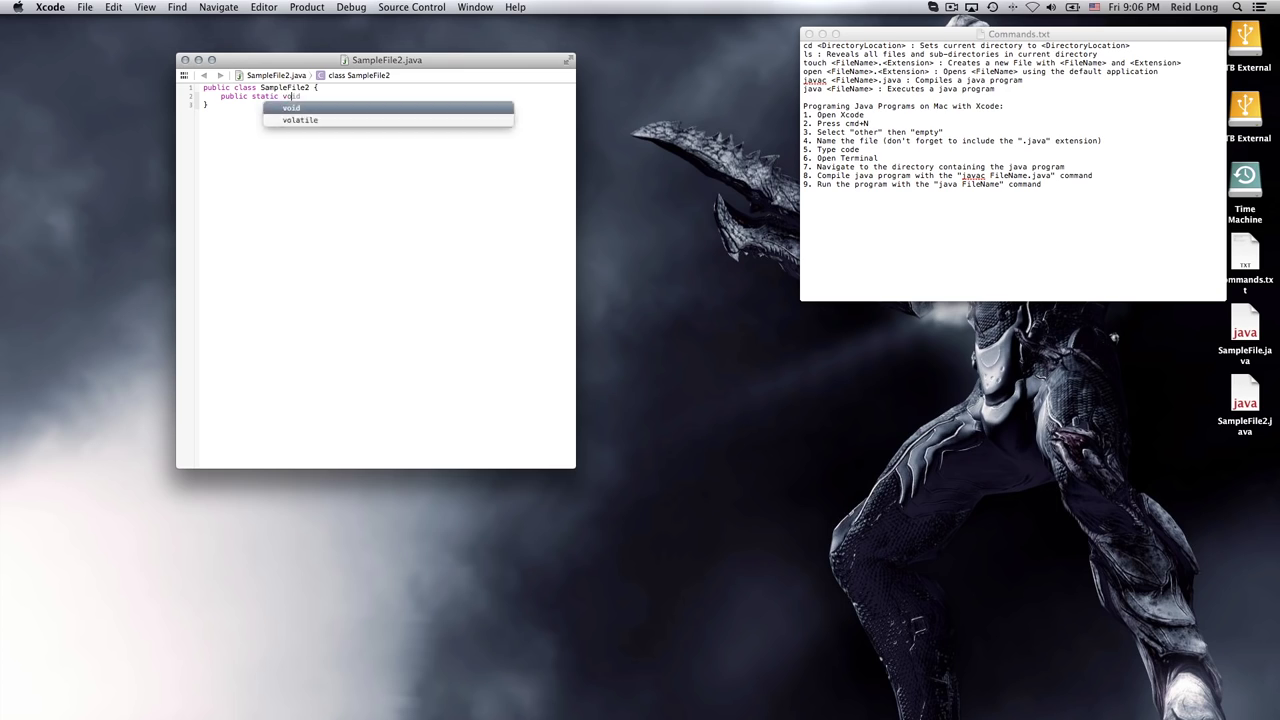 Xcode File Edit View Find Navigate Editor Product Debug Source Control Window Help
Fri 9:06 PM Reid Long
SampleFile2.java
SampleFile2.java class SampleFile2
1 public class SampleFile2 {
2 public static void
3 }
void
volatile
Commands.txt
cd <DirectoryLocation> : Sets current directory to <DirectoryLocation>
ls : Reveals all files and sub-directories in current directory
touch <FileName>.<Extension> : Creates a new File with <FileName> and <Extension>
open <FileName>.<Extension> : Opens <FileName> using the default application
javac <FileName>.java : Compiles a java program
java <FileName> : Executes a java program
Programing Java Programs on Mac with Xcode:
1. Open Xcode
2. Press cmd+N
3. Select "other" then "empty"
4. Name the file (don't forget to include the ".java" extension)
5. Type code
6. Open Terminal
7. Navigate to the directory containing the java program
8. Compile java program with the "javac FileName.java" command
9. Run the program with the "java FileName" command
TB External
TB External
Time
Machine
TXT
mmands.tx
t
java
SampleFile.ja
va
java
SampleFile2.j
ava